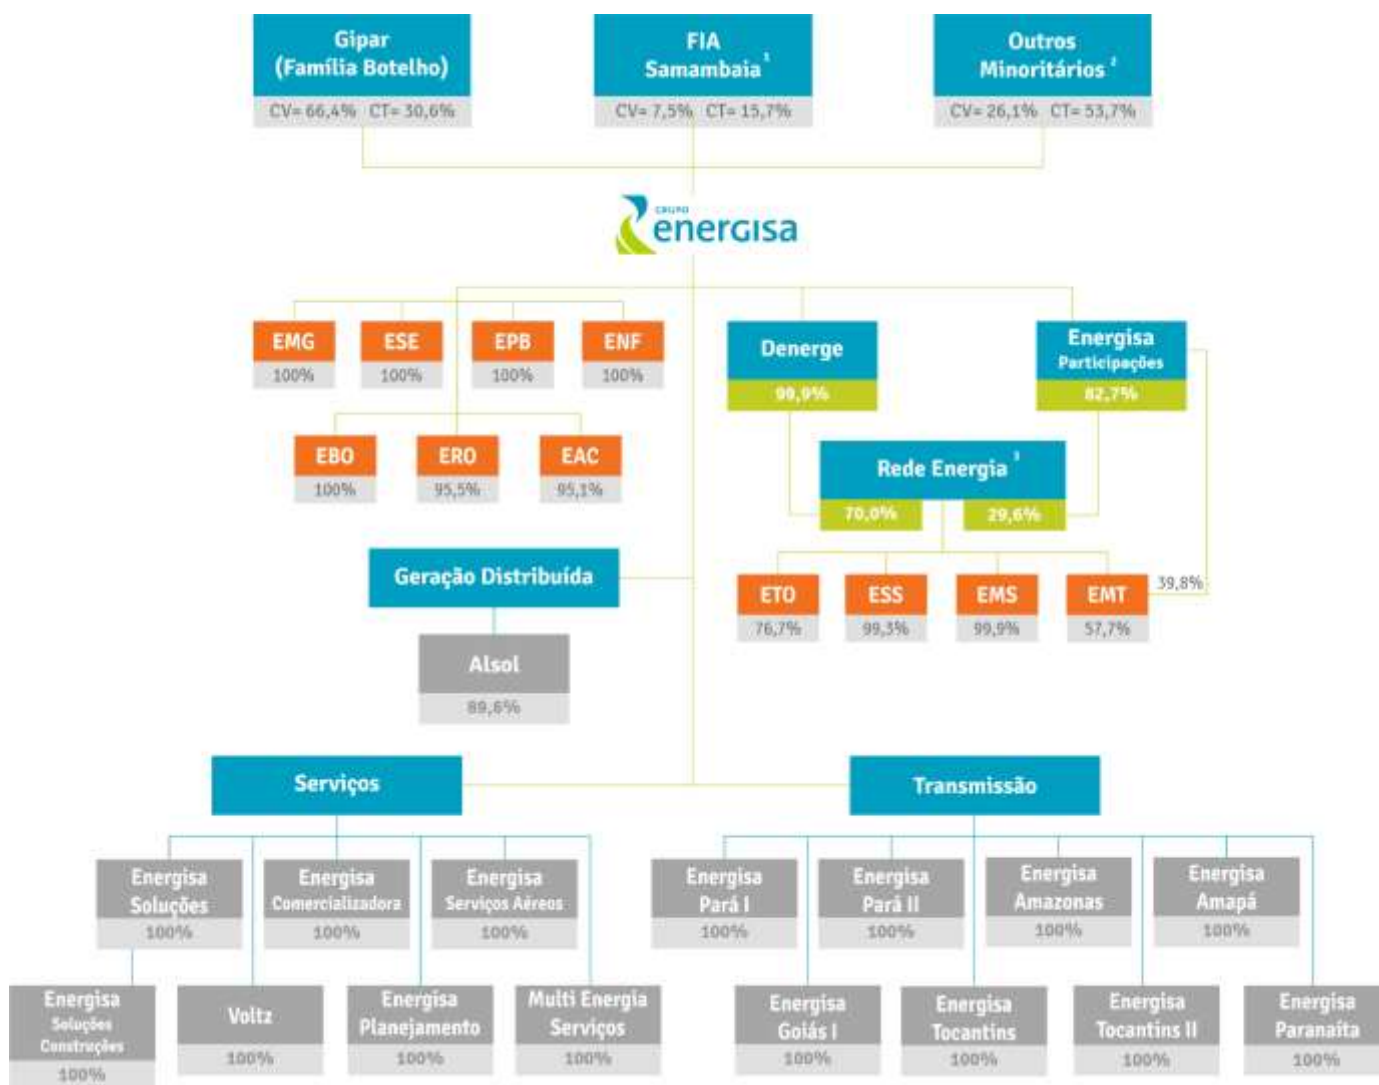 Gipar
(Família Botelho)
CV= 66,4% CT= 30,6%
FIA
Samambaia 1
CV= 7,5% CT= 15,7%
Outros
Minoritários 2
CV= 26,1% CT= 53,7%
GRUPO
energisa
EMG
100%
ESE
100%
EPB
100%
ENF
100%
Denerge
99,9%
Energisa
Participações
82,7%
EBO
100%
ERO
95,5%
EAC
95,1%
Rede Energia 3
70,0%
29,6%
Geração Distribuída
ETO
76,7%
ESS
99,3%
EMS
99,9%
EMT
57,7%
39,8%
Alsol
89,6%
Serviços
Transmissão
Energisa
Soluções
100%
Energisa
Comercializadora
100%
Energisa
Serviços Aéreos
100%
Energisa
Pará I
100%
Energisa
Pará II
100%
Energisa
Amazonas
100%
Energisa
Amapá
100%
Energisa
Soluções
Construções
100%
Voltz
100%
Energisa
Planejamento
100%
Multi Energia
Serviços
100%
Energisa
Goiás I
100%
Energisa
Tocantins
100%
Energisa
Tocantins II
100%
Energisa
Paranaíta
100%